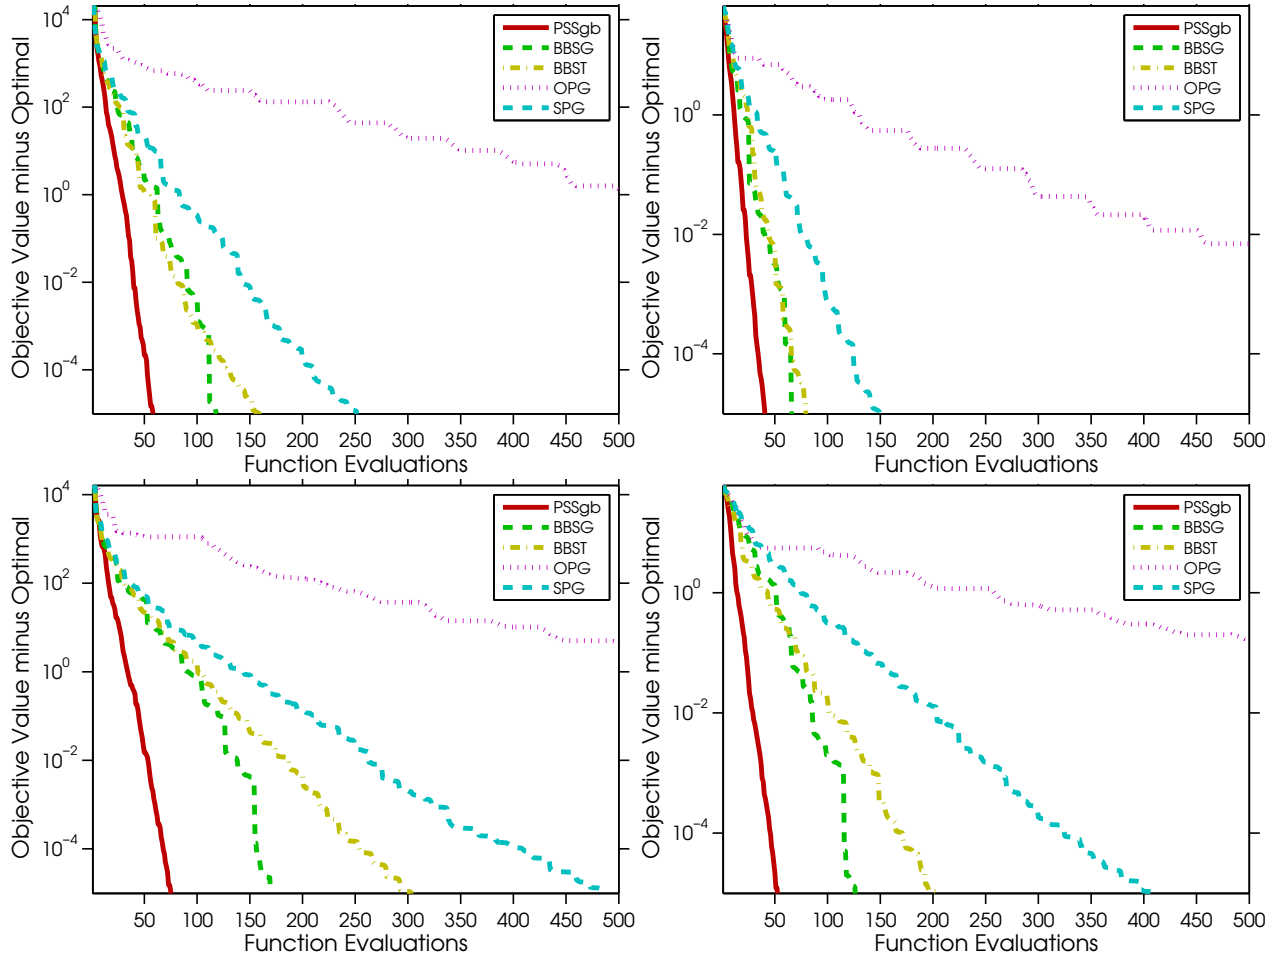 Objective Value minus Optimal
10^4
10^2
10^0
10^−2
10^−4
PSSgb
BBSG
BBST
OPG
SPG
50 100 150 200 250 300 350 400 450 500
Function Evaluations
Objective Value minus Optimal
10^0
10^−2
10^−4
PSSgb
BBSG
BBST
OPG
SPG
50 100 150 200 250 300 350 400 450 500
Function Evaluations
Objective Value minus Optimal
10^4
10^2
10^0
10^−2
10^−4
PSSgb
BBSG
BBST
OPG
SPG
50 100 150 200 250 300 350 400 450 500
Function Evaluations
Objective Value minus Optimal
10^0
10^−2
10^−4
PSSgb
BBSG
BBST
OPG
SPG
50 100 150 200 250 300 350 400 450 500
Function Evaluations